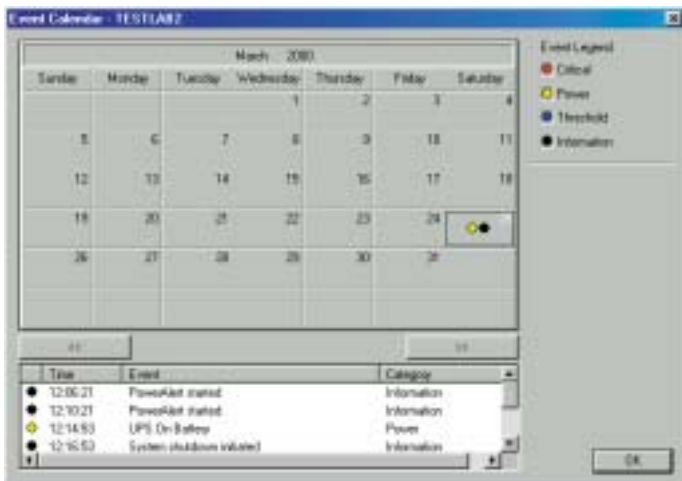 Event Calendar - TESTLAB2
March 2000
Sunday Monday Tuesday Wednesday Thursday Friday Saturday
1 2 3 4
5 6 7 8 9 10 11
12 13 14 15 16 17 18
19 20 21 22 23 24
26 27 28 29 30 31
Event Legend
Critical
Power
Threshold
Information
<<
>>
Time Event Category
12:06:21 PowerAlert started Information
12:10:21 PowerAlert started Information
12:14:53 UPS On Battery Power
12:16:53 System shutdown initiated Information
OK